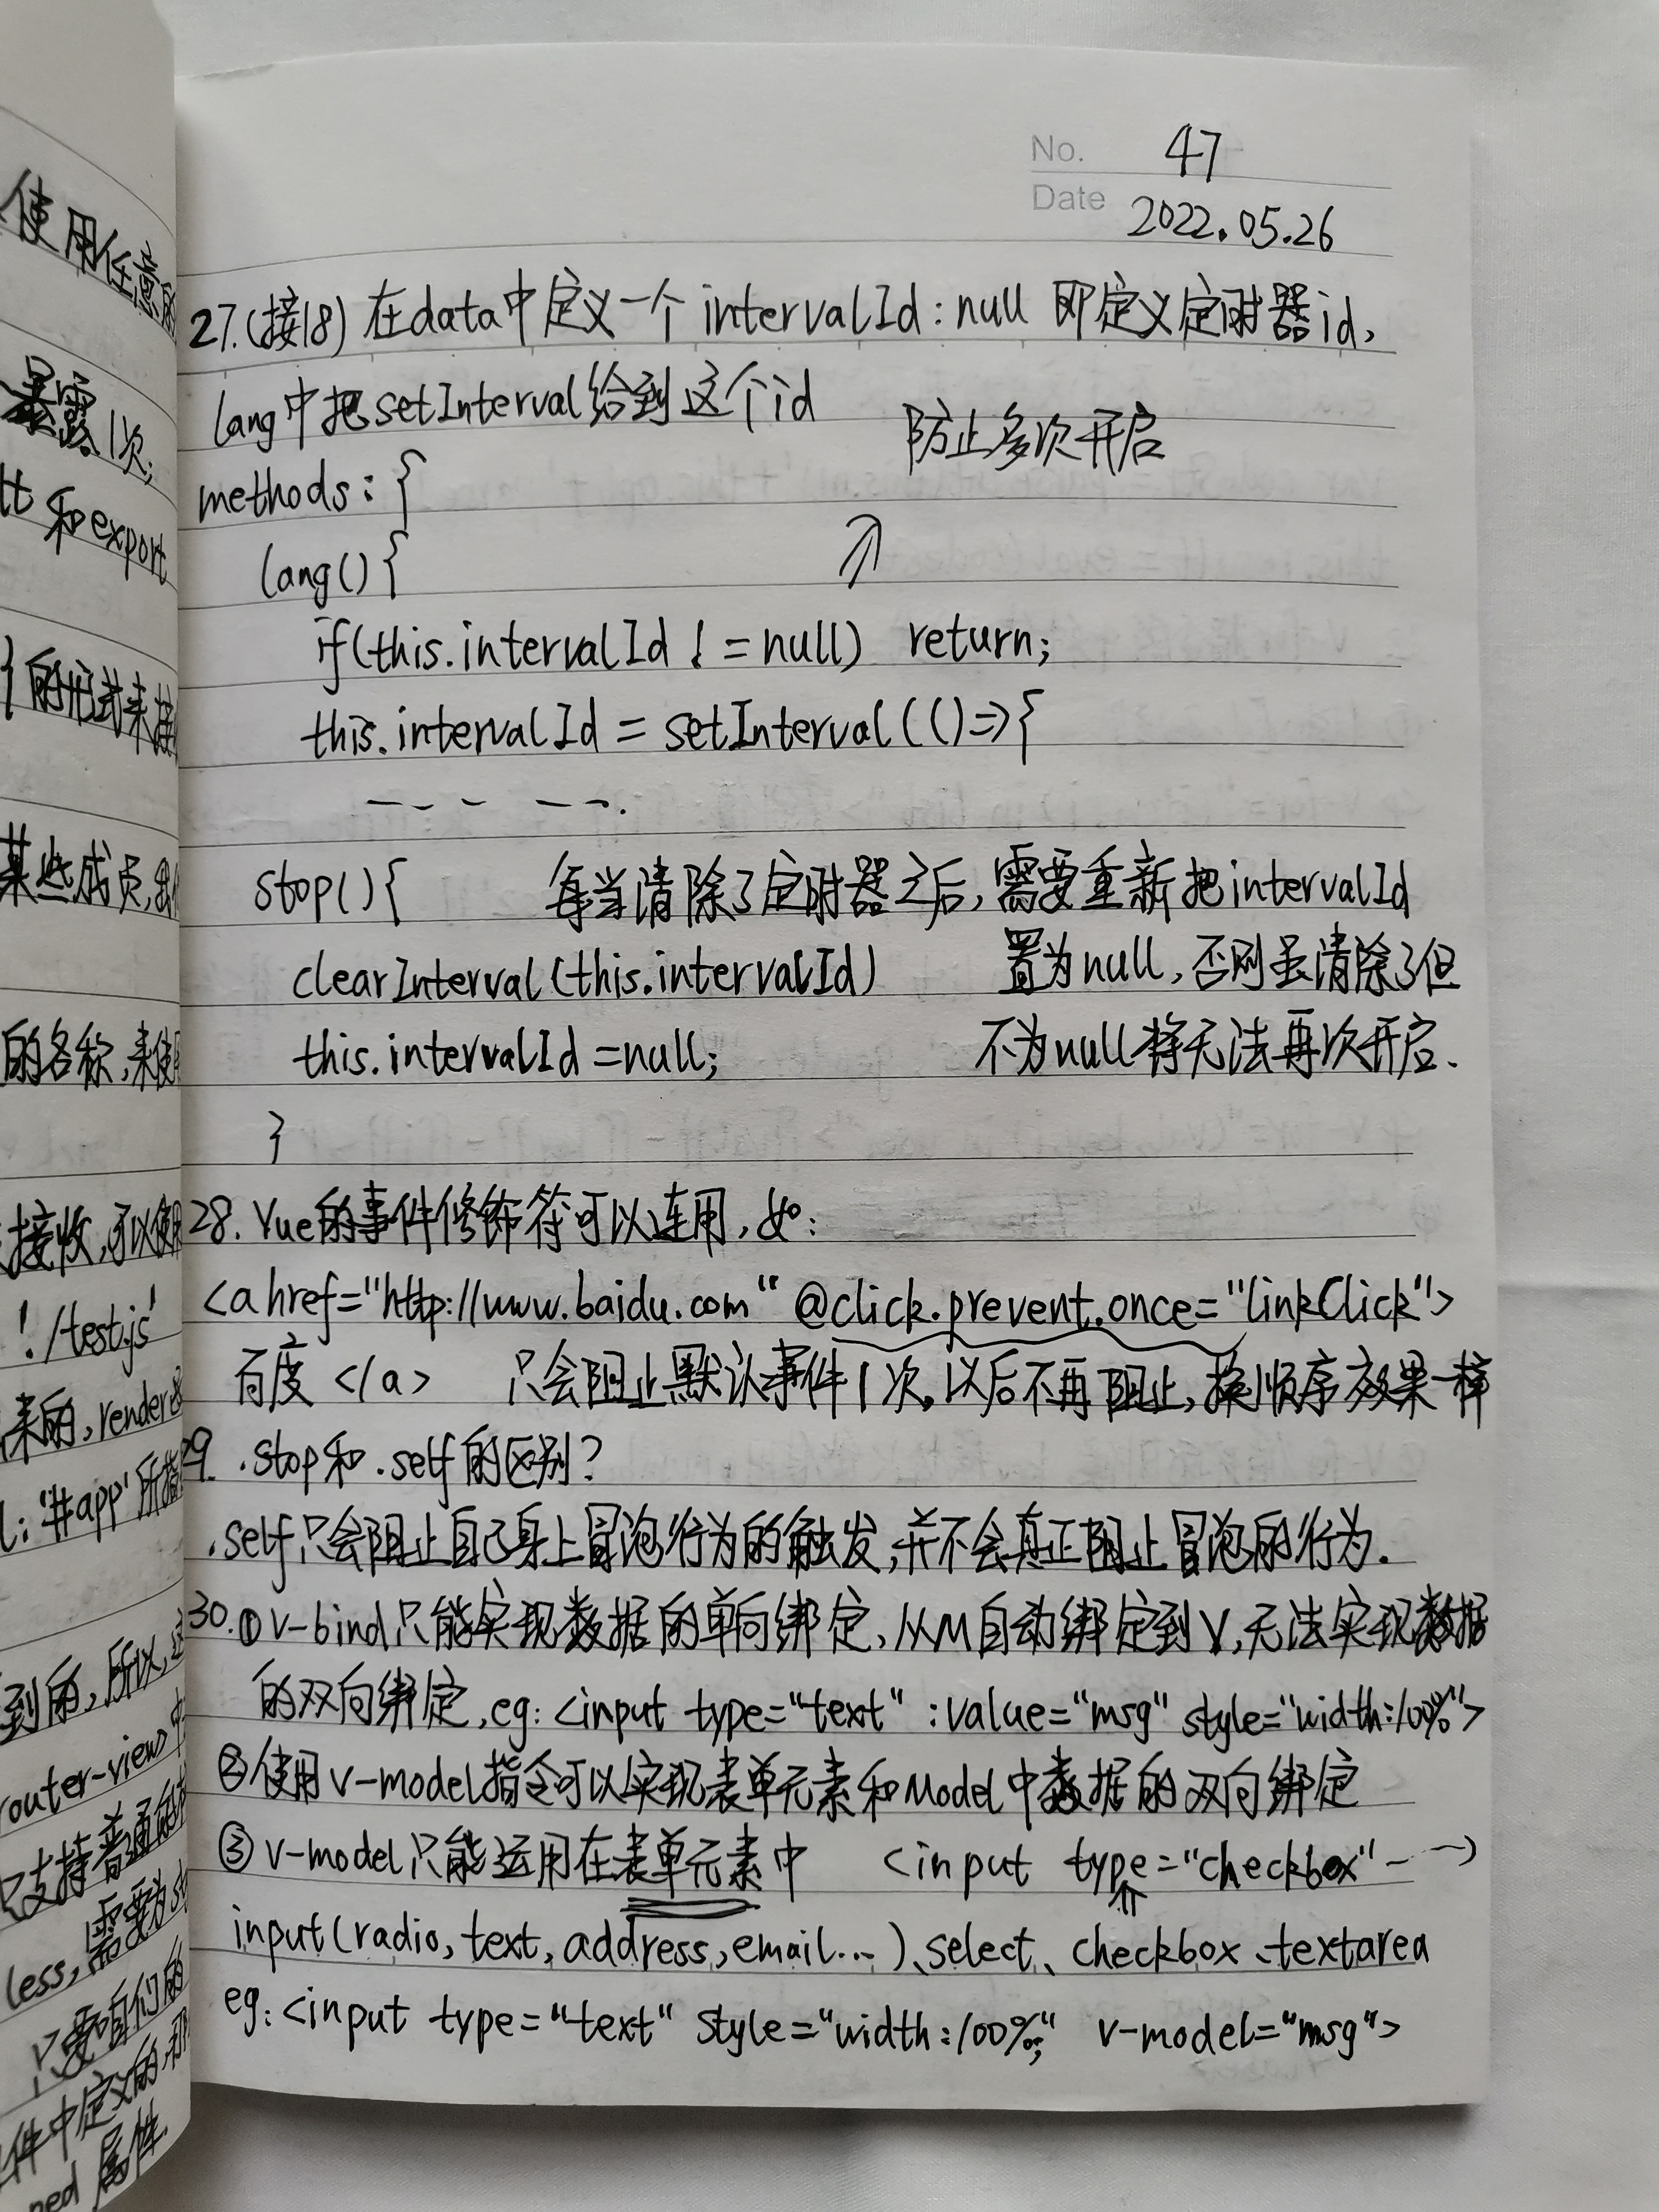 No. 47
Date 2022.05.26
27.(接18) 在data中定义一个 intervalId:null 即定义定时器id,
lang中把setInterval给到这个id
防止多次开启
methods:{
lang(){
if(this.intervalId != null) return;
this.intervalId = setInterval(()=>{
stop(){ 每当清除了定时器之后,需要重新把intervalId
clearInterval(this.intervalId) 置为null,否则虽清除了但
this.intervalId =null; 不为null将无法再次开启.
}
28. Vue的事件修饰符可以连用,如:
<a href="http://www.baidu.com" @click.prevent.once="linkClick">
百度 </a> 只会阻止默认事件1次,以后不再阻止,换顺序效果一样
29. .stop和.self的区别?
.self只会阻止自己身上冒泡行为的触发,并不会真正阻止冒泡的行为.
30.①v-bind只能实现数据的单向绑定,从M自动绑定到V,无法实现数据
的双向绑定,eg:<input type="text" :value="msg" style="width:100%">
②使用v-model指令可以实现表单元素和Model中数据的双向绑定
③v-model只能运用在表单元素中 <input type="checkbox"----->
input(radio,text,address,email...)、select、checkbox、textarea
eg:<input type="text" style="width:100%;" v-model="msg">
使用任意
暴露1次;
和export
}的形式来接
某些成员,
的名称,来使
接收,可以使用
'./test.js'
来的,render
'#app'所指
到的,所以,这
router-view中
支持普通的
less,需要为
要咱们的
件中定义的,
属性.